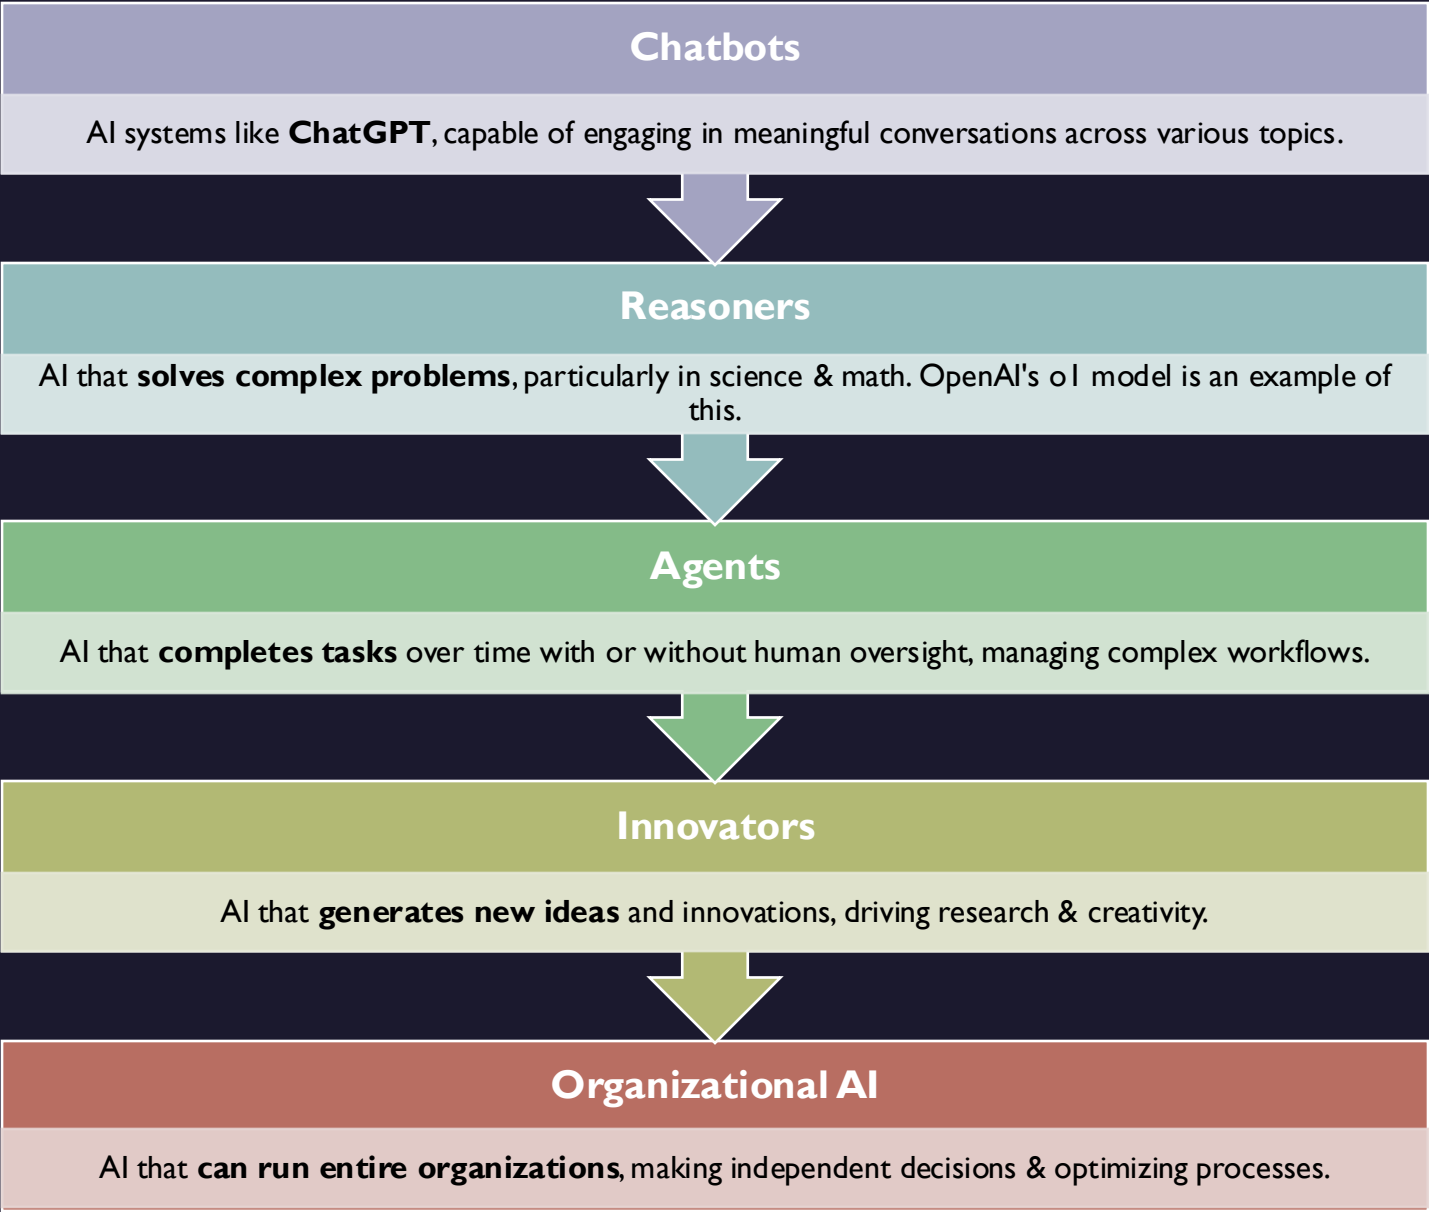 Chatbots
AI systems like ChatGPT, capable of engaging in meaningful conversations across various topics.
Reasoners
AI that solves complex problems, particularly in science & math. OpenAI's o1 model is an example of
this.
Agents
AI that completes tasks over time with or without human oversight, managing complex workflows.
Innovators
AI that generates new ideas and innovations, driving research & creativity.
Organizational AI
AI that can run entire organizations, making independent decisions & optimizing processes.